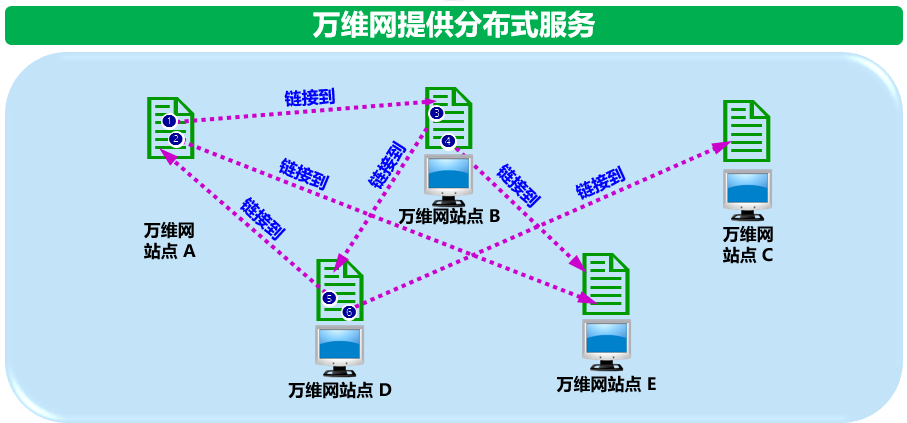 万维网提供分布式服务
链接到
1
2
3
4
链接到
链接到
链接到
链接到
链接到
万维网
站点 A
万维网站点 B
万维网
站点 C
5
6
万维网站点 D
万维网站点 E